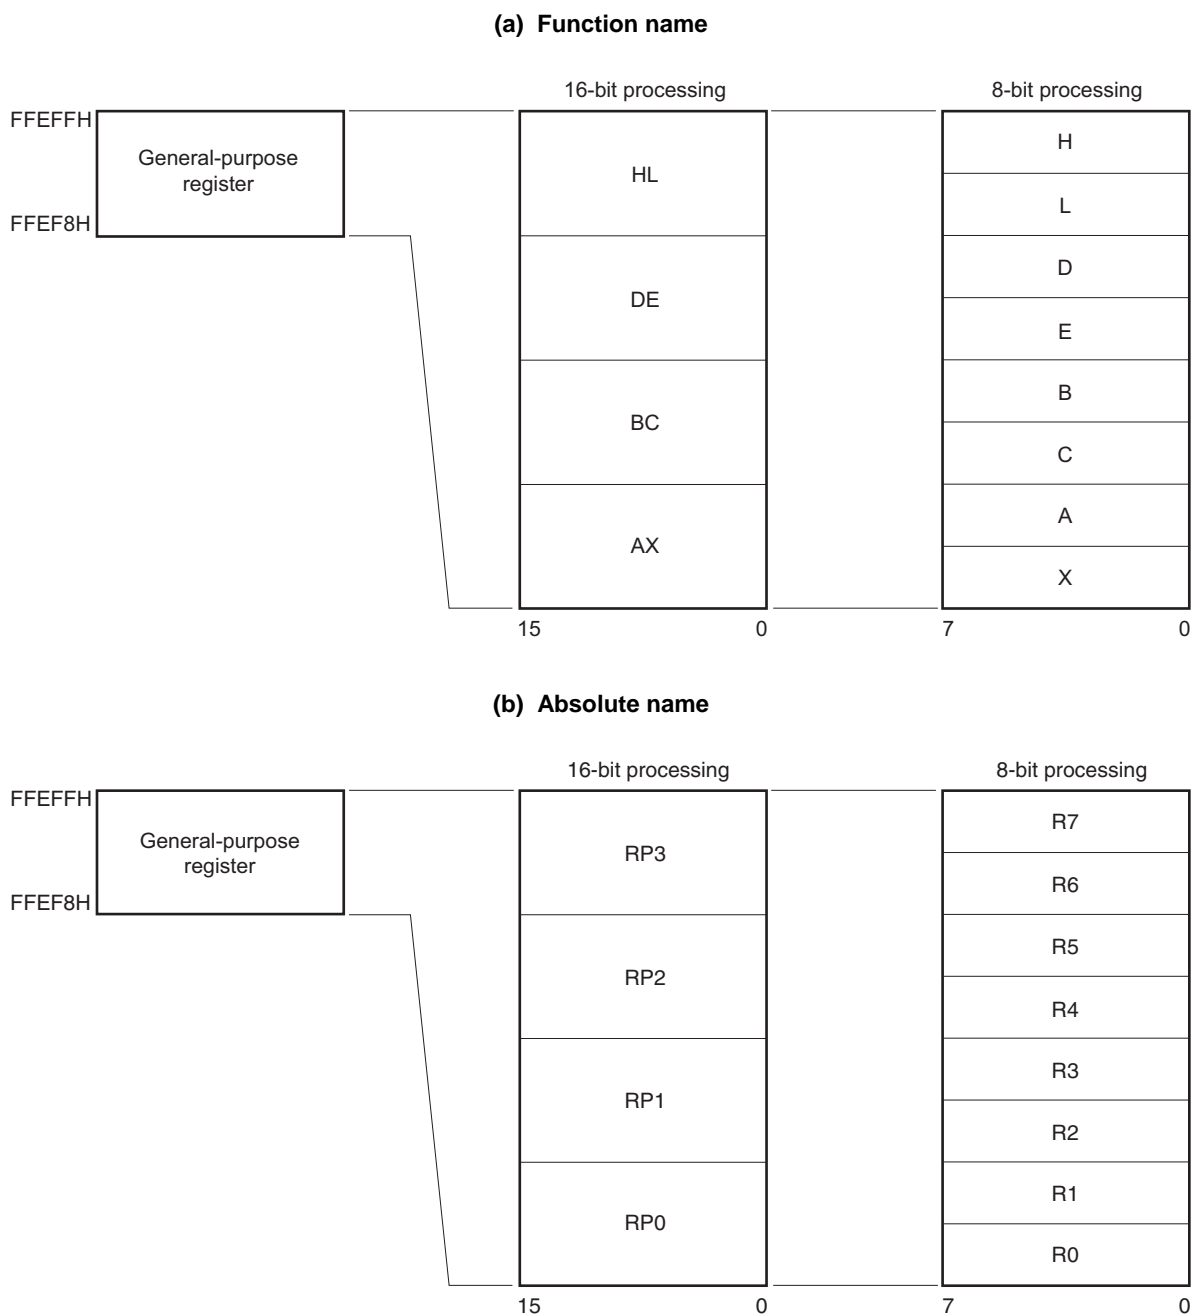 (a) Function name
16-bit processing
8-bit processing
FFEFFH
General-purpose
register
FFEF8H
HL
DE
BC
AX
H
L
D
E
B
C
A
X
15
0
7
0
(b) Absolute name
16-bit processing
8-bit processing
FFEFFH
General-purpose
register
FFEF8H
RP3
RP2
RP1
RP0
R7
R6
R5
R4
R3
R2
R1
R0
15
0
7
0